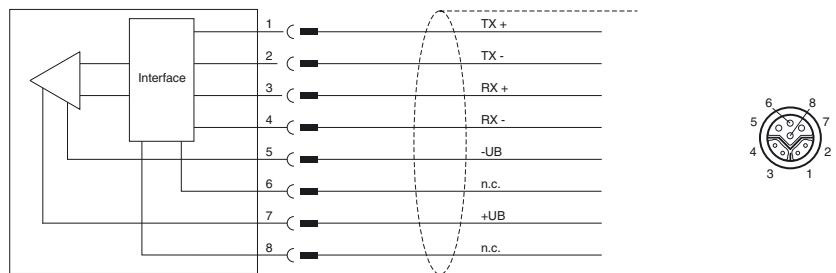 1 TX +
2 TX -
Interface
3 RX +
4 RX -
5 -UB
6 n.c.
7 +UB
8 n.c.
6 8
5 7
4 2
3 1